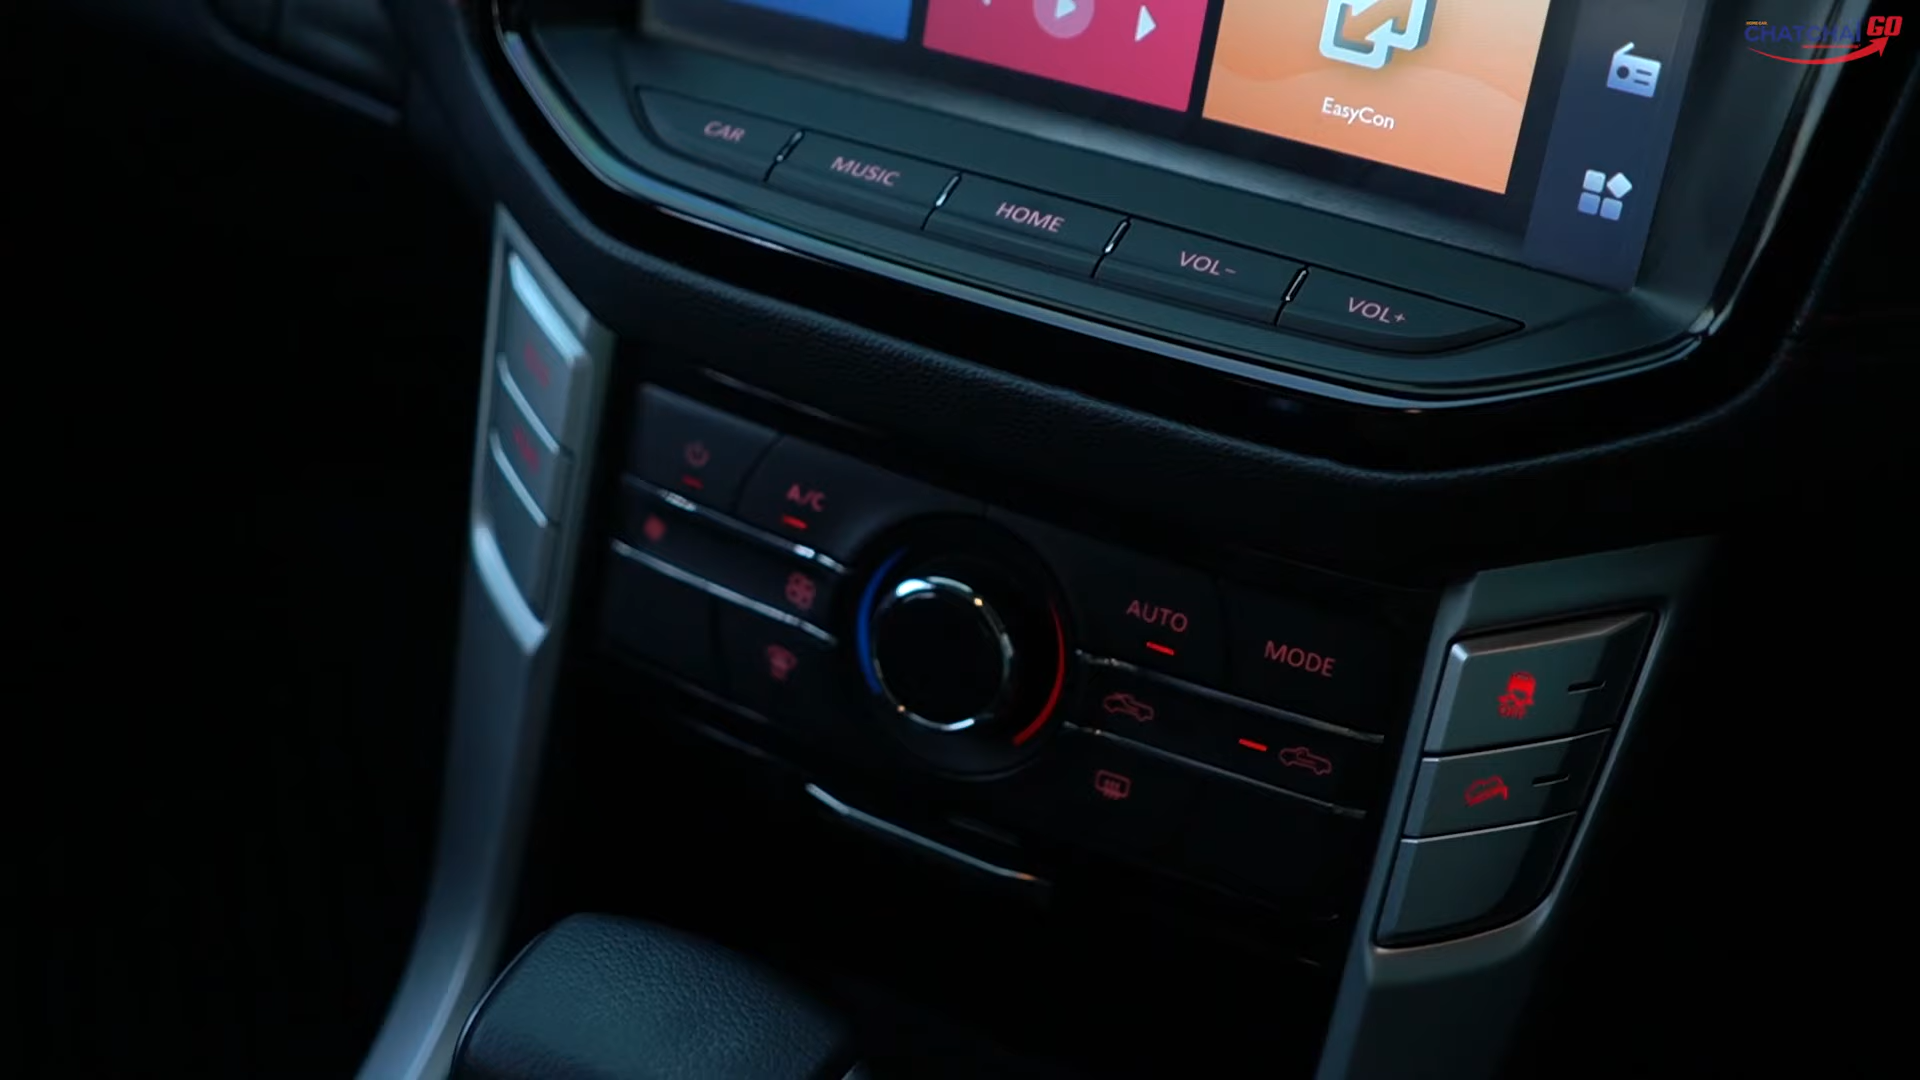 CHATCHAI GO
EasyCon
CAR
MUSIC
HOME
VOL-
VOL+
A/C
AUTO
MODE